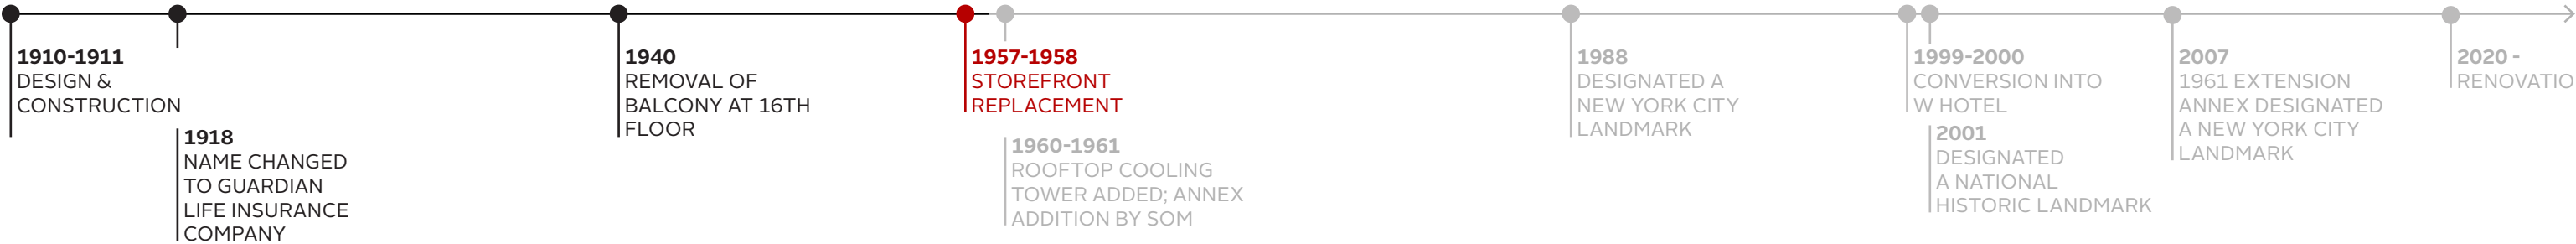 1910-1911
DESIGN &
CONSTRUCTION
1918
NAME CHANGED
TO GUARDIAN
LIFE INSURANCE
COMPANY
1940
REMOVAL OF
BALCONY AT 16TH
FLOOR
1957-1958
STOREFRONT
REPLACEMENT
1960-1961
ROOFTOP COOLING
TOWER ADDED; ANNEX
ADDITION BY SOM
1988
DESIGNATED A
NEW YORK CITY
LANDMARK
1999-2000
CONVERSION INTO
W HOTEL
2001
DESIGNATED
A NATIONAL
HISTORIC LANDMARK
2007
1961 EXTENSION
ANNEX DESIGNATED
A NEW YORK CITY
LANDMARK
2020 -
RENOVATIO